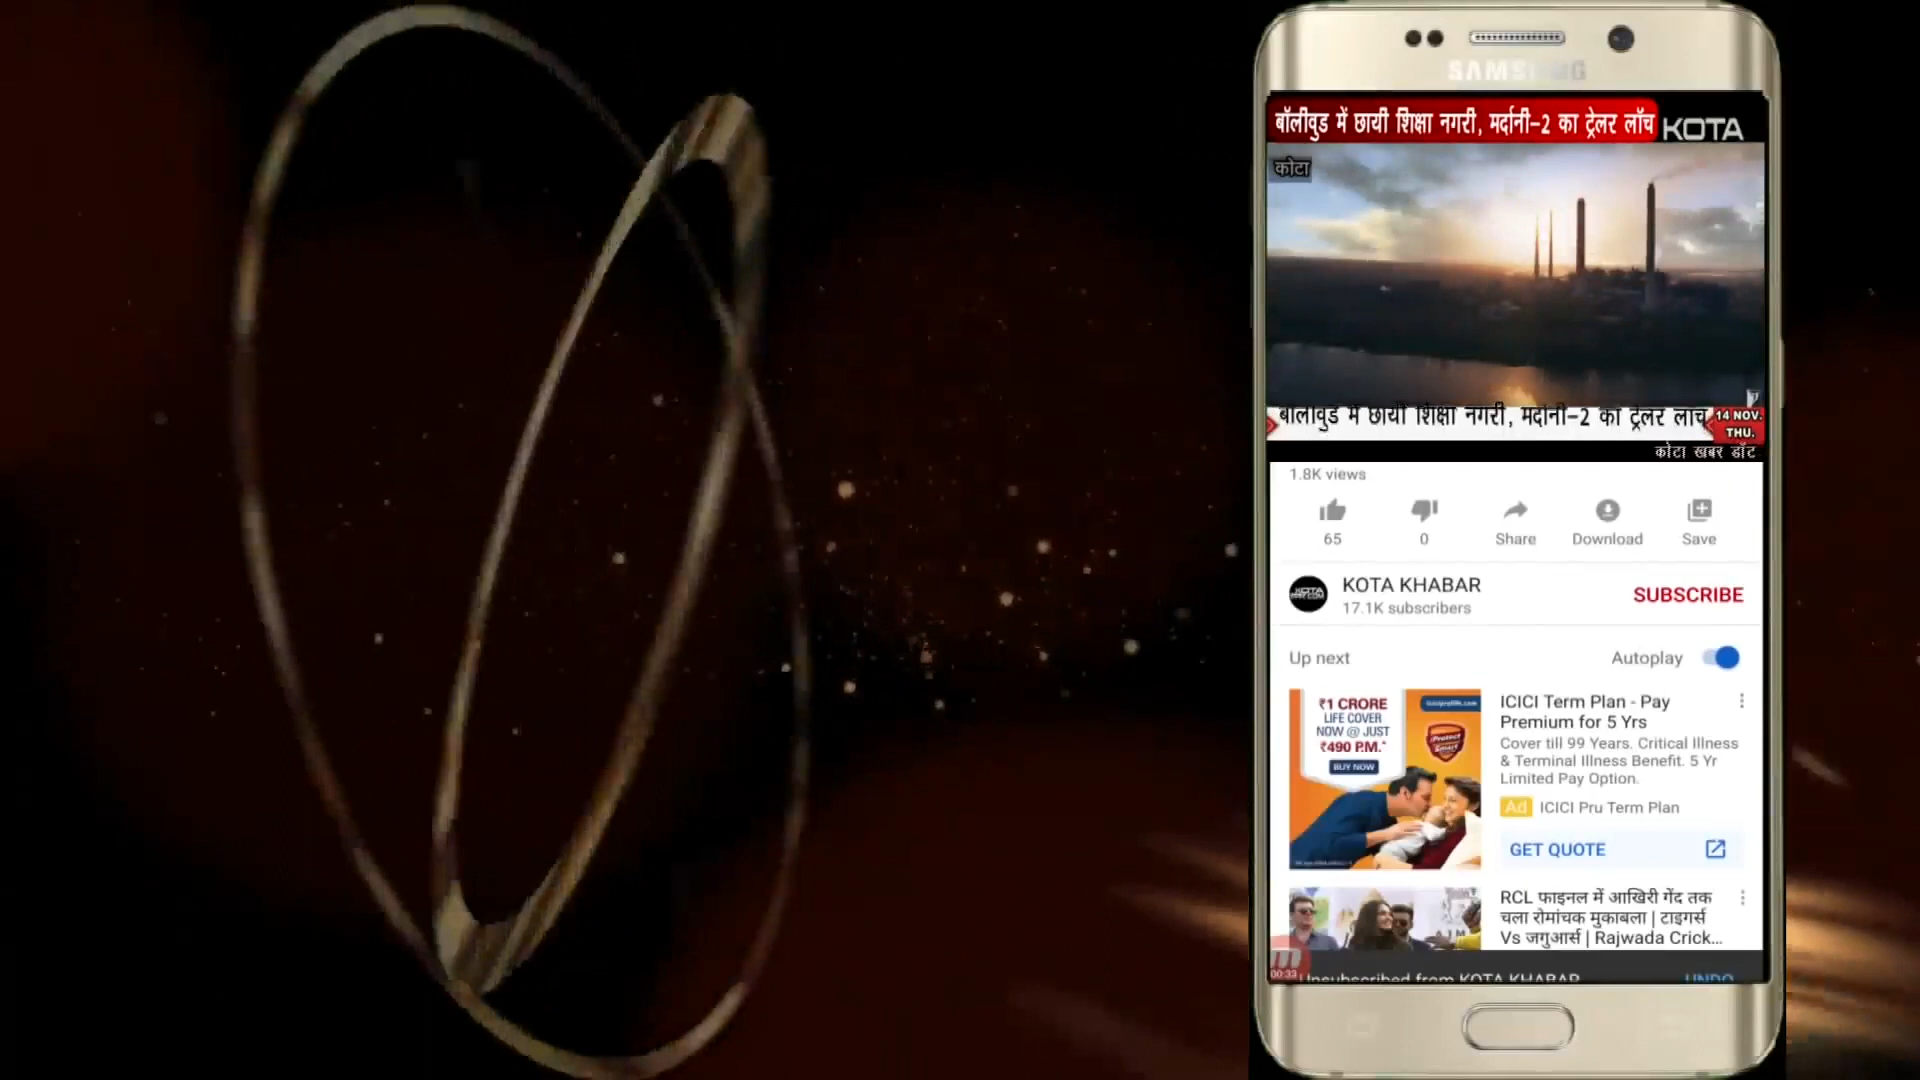 SAMSUNG
बॉलीवुड में छायी शिक्षा नगरी, मर्दानी-2 का ट्रेलर लॉच
KOTA
कोटा
बॉलीवुड में छायी शिक्षा नगरी, मर्दानी-2 का ट्रेलर लॉच
14 NOV.
THU.
कोटा खबर डॉट
1.8K views
65
0
Share
Download
Save
KOTA KHABAR
17.1K subscribers
SUBSCRIBE
Up next
Autoplay
₹1 CRORE
LIFE COVER
NOW @ JUST
₹490 P.M.*
BUY NOW
iProtect
Smart
ICICI Term Plan - Pay
Premium for 5 Yrs
Cover till 99 Years. Critical Illness
& Terminal Illness Benefit. 5 Yr
Limited Pay Option.
Ad ICICI Pru Term Plan
GET QUOTE
RCL फाइनल में आखिरी गेंद तक
चला रोमांचक मुकाबला | टाइगर्स
Vs जगुआर्स | Rajwada Crick...
00:33
Unsubscribed from KOTA KHABAR
UNDO